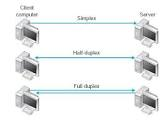 Client
computer
Server
Simplex
Half duplex
Full duplex